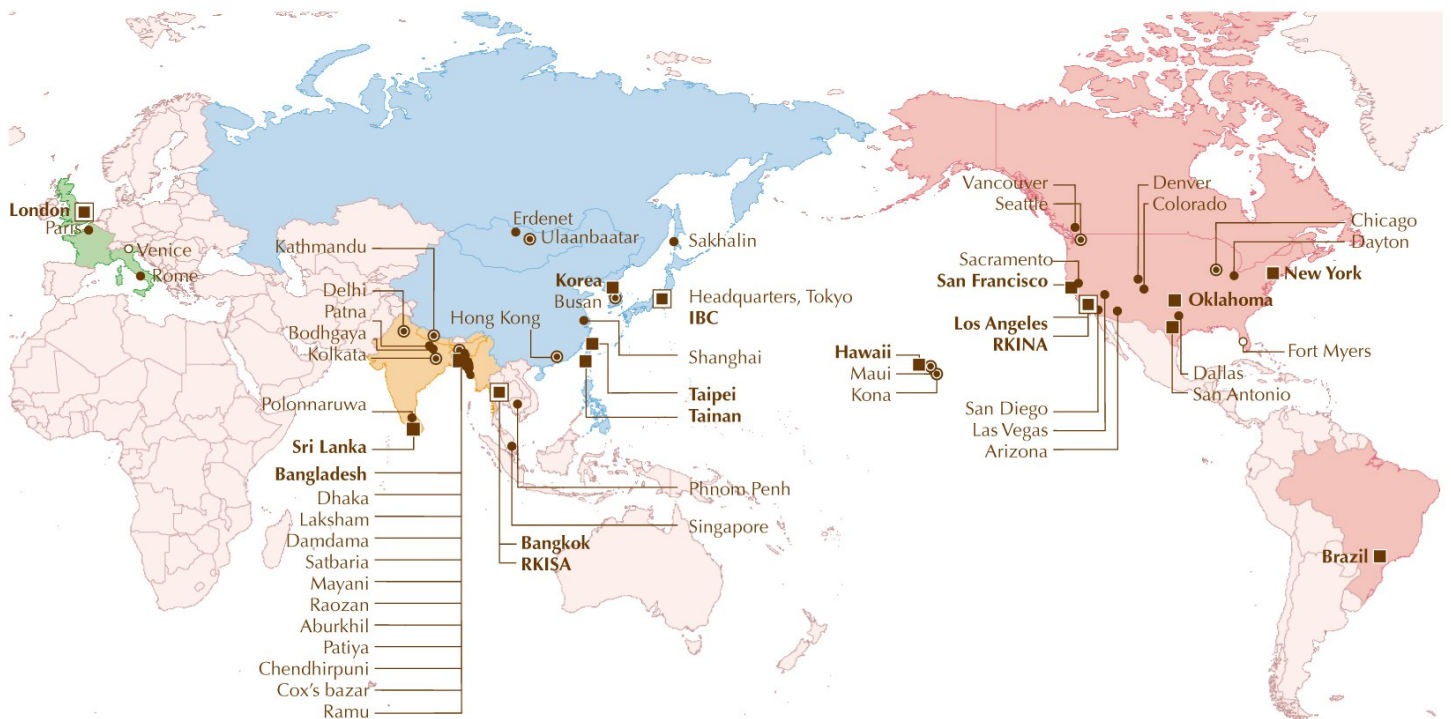 London
Paris
Venice
Rome
Kathmandu
Delhi
Patna
Bodhgaya
Kolkata
Polonnaruwa
Sri Lanka
Bangladesh
Dhaka
Laksham
Damdama
Satbaria
Mayani
Raozan
Aburkhil
Patiya
Chendhirpuni
Cox's bazar
Ramu
Erdenet
Ulaanbaatar
Sakhalin
Korea
Busan
Headquarters, Tokyo
IBC
Hong Kong
Shanghai
Taipei
Tainan
Phnom Penh
Singapore
Bangkok
RKISA
Hawaii
Maui
Kona
Vancouver
Seattle
Denver
Colorado
Chicago
Dayton
Sacramento
San Francisco
New York
Oklahoma
Los Angeles
RKINA
Fort Myers
Dallas
San Antonio
San Diego
Las Vegas
Arizona
Brazil